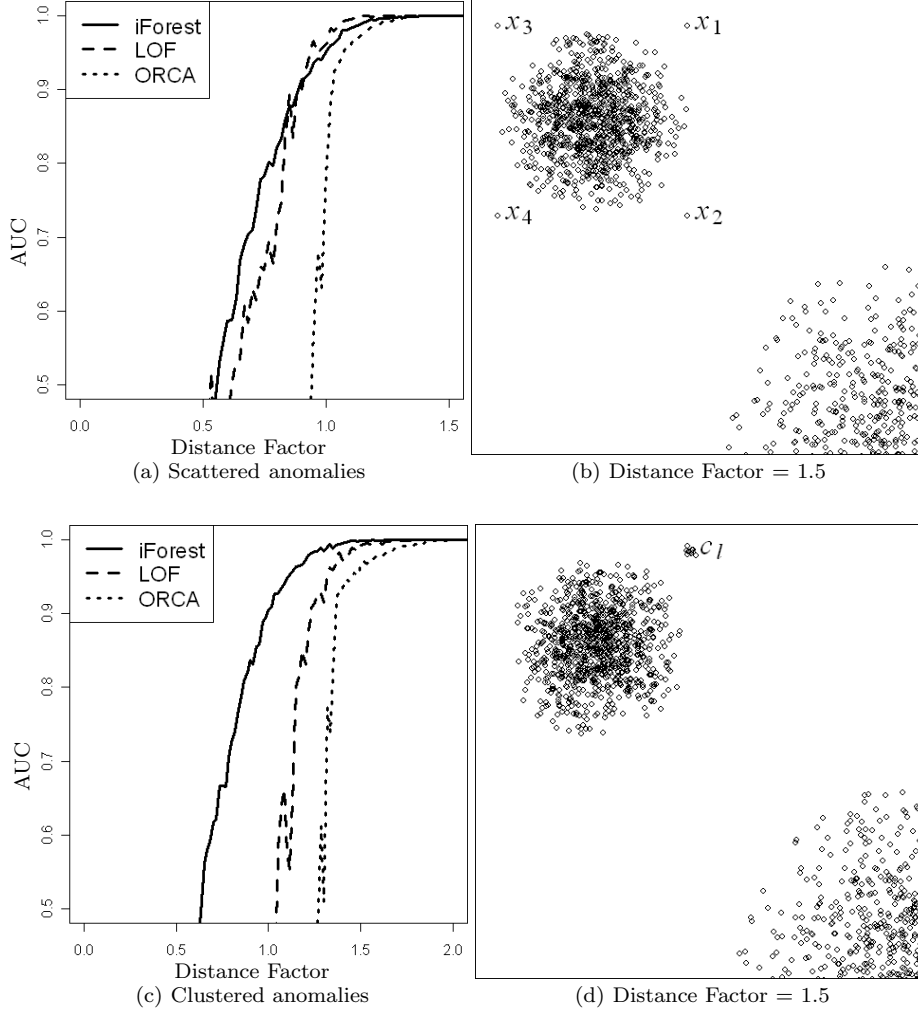 iForest
LOF
ORCA
AUC
0.5
0.6
0.7
0.8
0.9
1.0
0.0
0.5
1.0
1.5
Distance Factor
(a) Scattered anomalies
x3
x1
x4
x2
(b) Distance Factor = 1.5
iForest
LOF
ORCA
AUC
0.5
0.6
0.7
0.8
0.9
1.0
0.0
0.5
1.0
1.5
2.0
Distance Factor
(c) Clustered anomalies
cl
(d) Distance Factor = 1.5